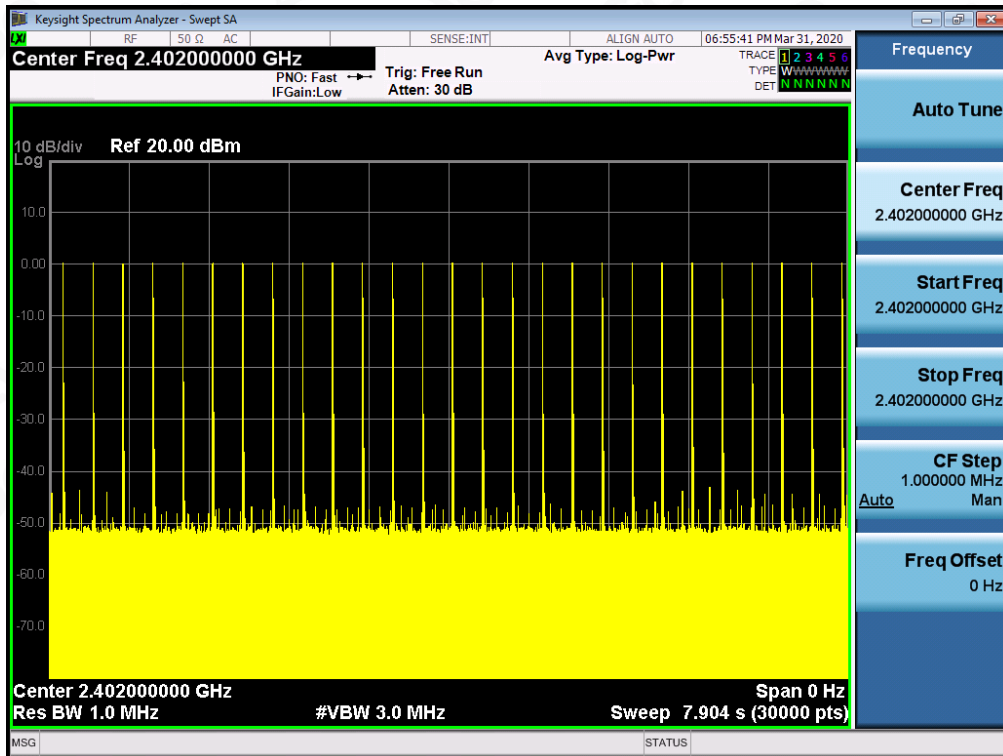 Keysight Spectrum Analyzer - Swept SA
LXI RF 50 Ω AC SENSE:INT ALIGN AUTO 06:55:41 PM Mar 31, 2020
Center Freq 2.402000000 GHz
PNO: Fast
IFGain:Low
Trig: Free Run
Atten: 30 dB
Avg Type: Log-Pwr
TRACE 1 2 3 4 5 6
TYPE WWWWWW
DET N N N N N N
10 dB/div Ref 20.00 dBm
Log
10.0
0.00
-10.0
-20.0
-30.0
-40.0
-50.0
-60.0
-70.0
Center 2.402000000 GHz Span 0 Hz
Res BW 1.0 MHz #VBW 3.0 MHz Sweep 7.904 s (30000 pts)
MSG STATUS
Frequency
Auto Tune
Center Freq
2.402000000 GHz
Start Freq
2.402000000 GHz
Stop Freq
2.402000000 GHz
CF Step
1.000000 MHz
Auto Man
Freq Offset
0 Hz